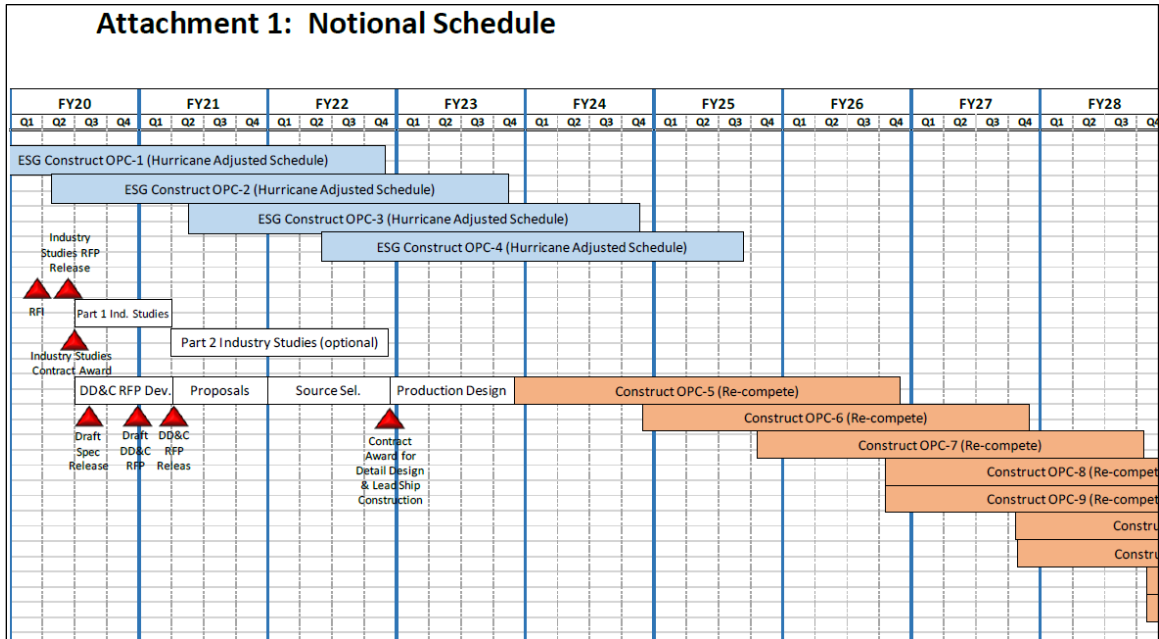 Attachment 1: Notional Schedule
FY20 FY21 FY22 FY23 FY24 FY25 FY26 FY27 FY28
Q1 Q2 Q3 Q4 Q1 Q2 Q3 Q4 Q1 Q2 Q3 Q4 Q1 Q2 Q3 Q4 Q1 Q2 Q3 Q4 Q1 Q2 Q3 Q4 Q1 Q2 Q3 Q4 Q1 Q2 Q3 Q4 Q1 Q2 Q3 Q4
ESG Construct OPC-1 (Hurricane Adjusted Schedule)
ESG Construct OPC-2 (Hurricane Adjusted Schedule)
ESG Construct OPC-3 (Hurricane Adjusted Schedule)
ESG Construct OPC-4 (Hurricane Adjusted Schedule)
Industry
Studies RFP
Release
RFI
Part 1 Ind. Studies
Part 2 Industry Studies (optional)
Industry Studies
Contract Award
DD&C RFP Dev.
Proposals
Source Sel.
Production Design
Construct OPC-5 (Re-compete)
Construct OPC-6 (Re-compete)
Draft
Spec
Release
Draft
DD&C
RFP
DD&C
RFP
Releas
Contract
Award for
Detail Design
& Lead Ship
Construction
Construct OPC-7 (Re-compete)
Construct OPC-8 (Re-compet
Construct OPC-9 (Re-compet
Constru
Constru